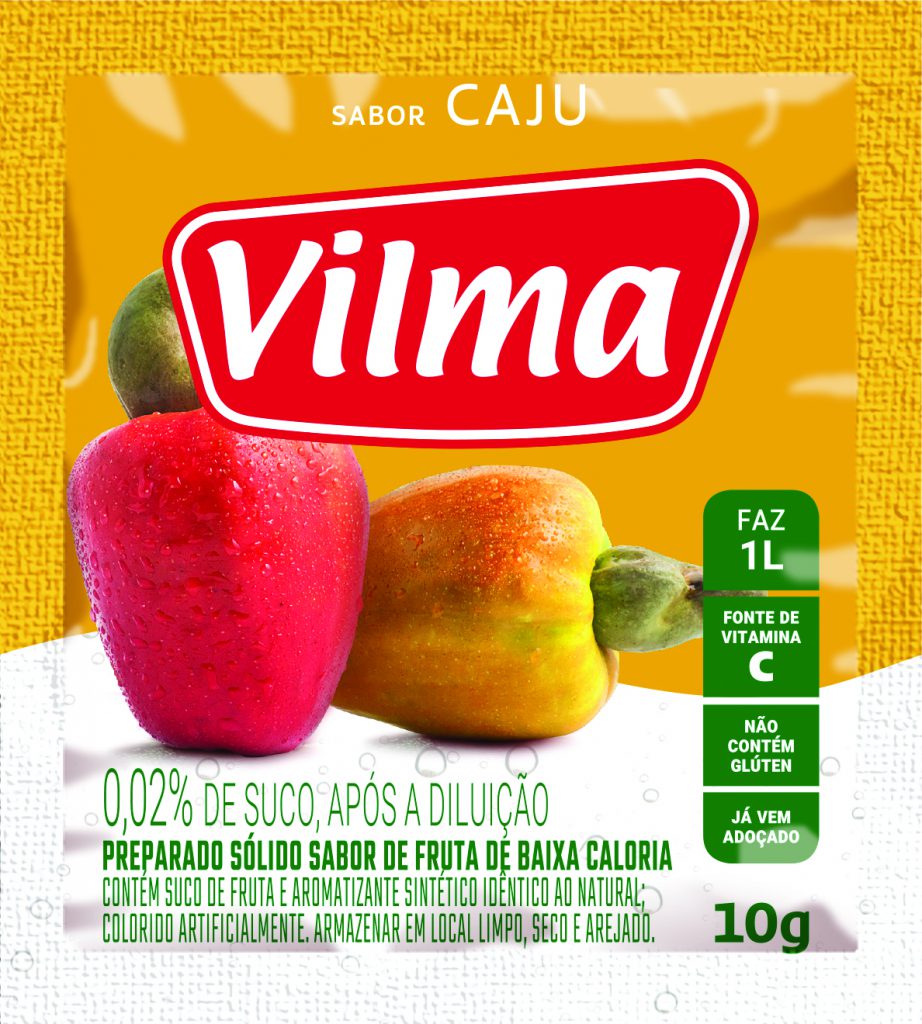 SABOR CAJU
Vilma
FAZ
1L
FONTE DE
VITAMINA
C
NÃO
CONTÉM
GLÚTEN
JÁ VEM
ADOÇADO
0,02% DE SUCO, APÓS A DILUIÇÃO
PREPARADO SÓLIDO SABOR DE FRUTA DE BAIXA CALORIA
CONTÉM SUCO DE FRUTA E AROMATIZANTE SINTÉTICO IDÊNTICO AO NATURAL;
COLORIDO ARTIFICIALMENTE. ARMAZENAR EM LOCAL LIMPO, SECO E AREJADO.
10g